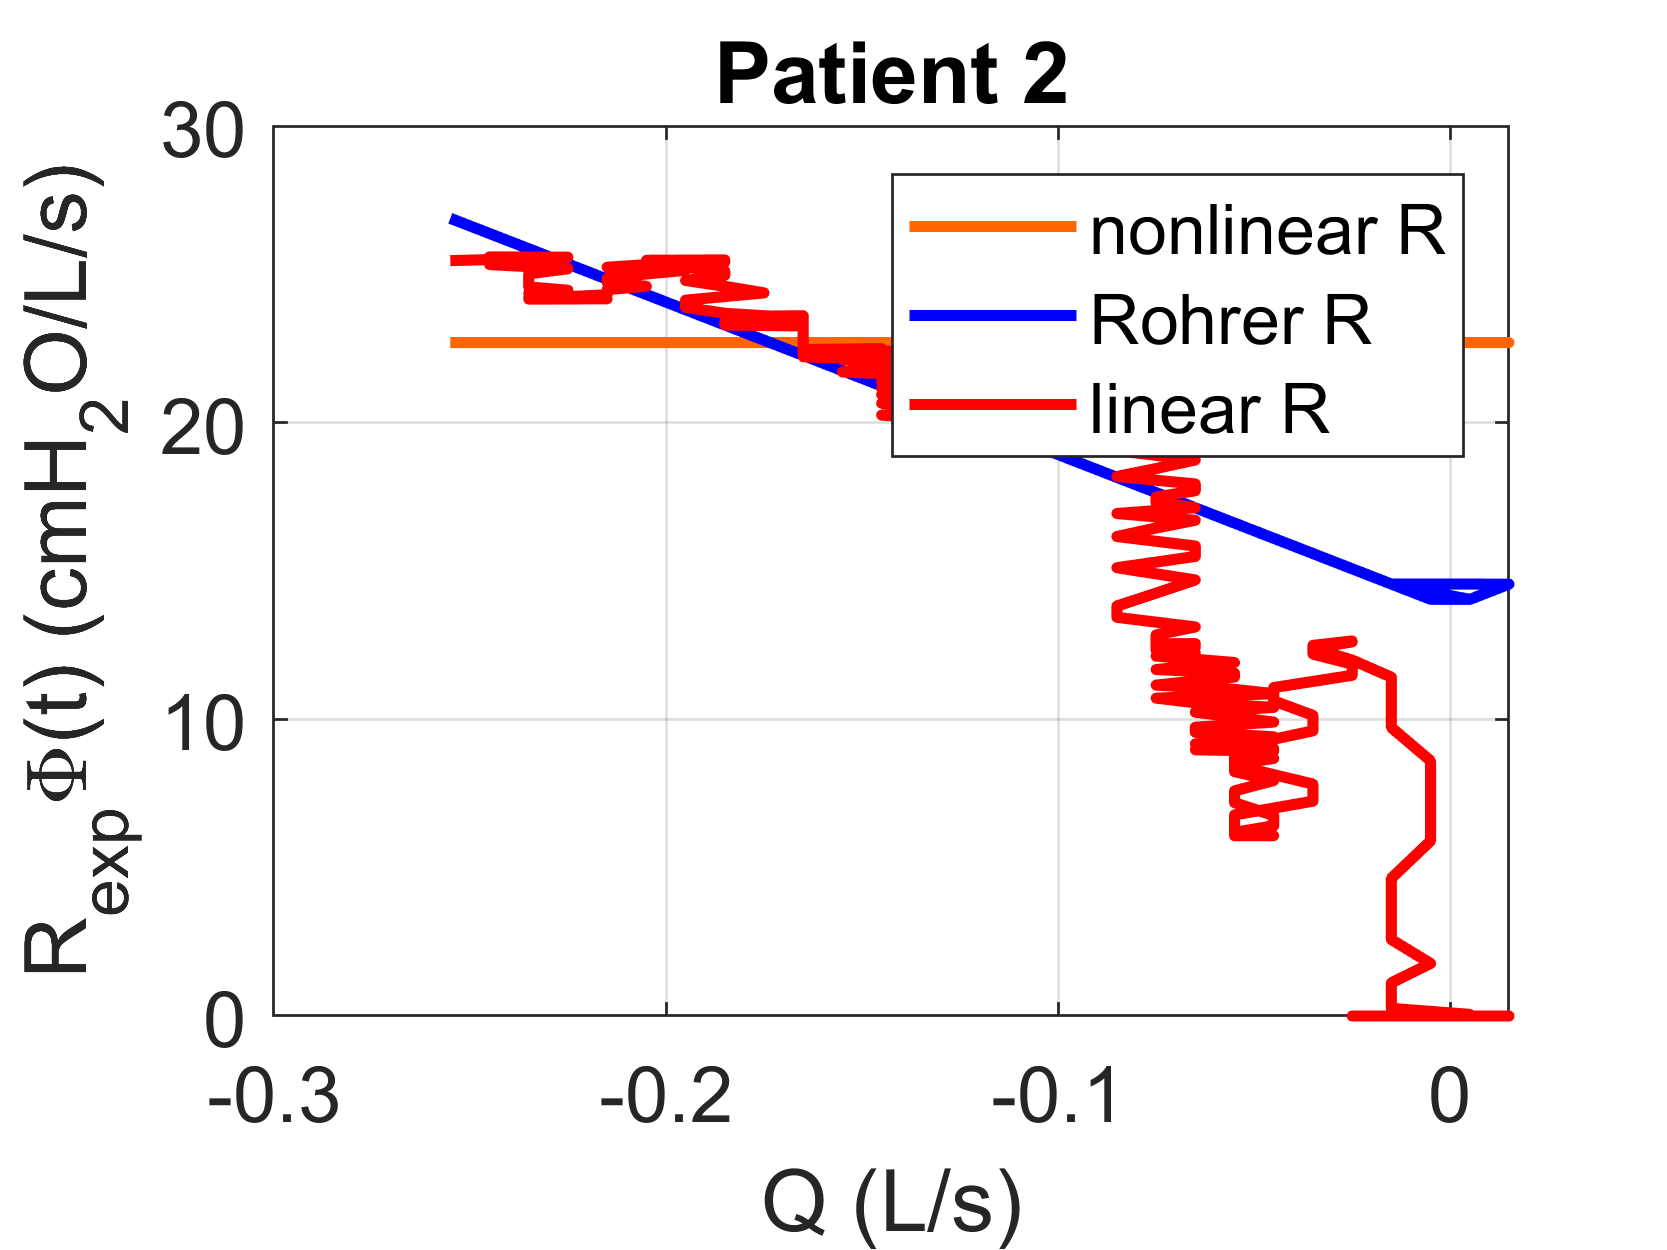 Patient 2
30
20
10
0
-0.3
-0.2
-0.1
0
Q (L/s)
R_exp Φ(t) (cmH_2O/L/s)
nonlinear R
Rohrer R
linear R